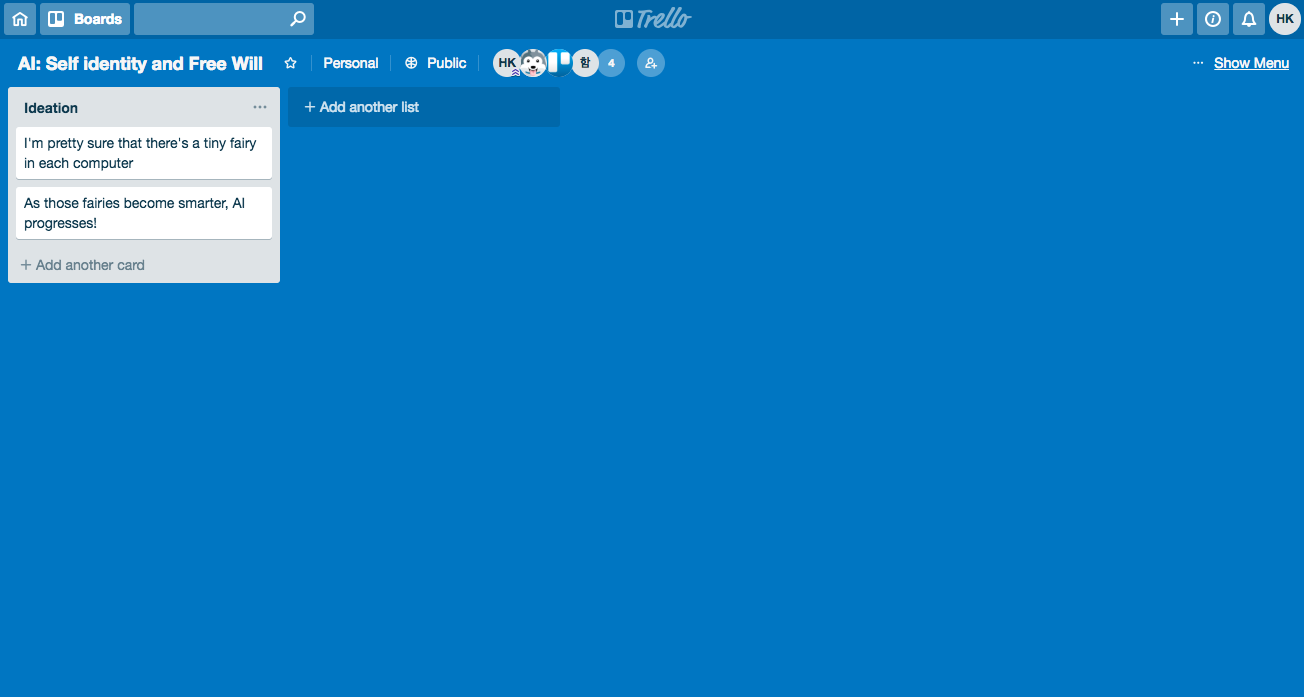 Boards
Trello
HK
AI: Self identity and Free Will
Personal
Public
HK
함
4
... Show Menu
Ideation
...
+ Add another list
I'm pretty sure that there's a tiny fairy
in each computer
As those fairies become smarter, AI
progresses!
+ Add another card